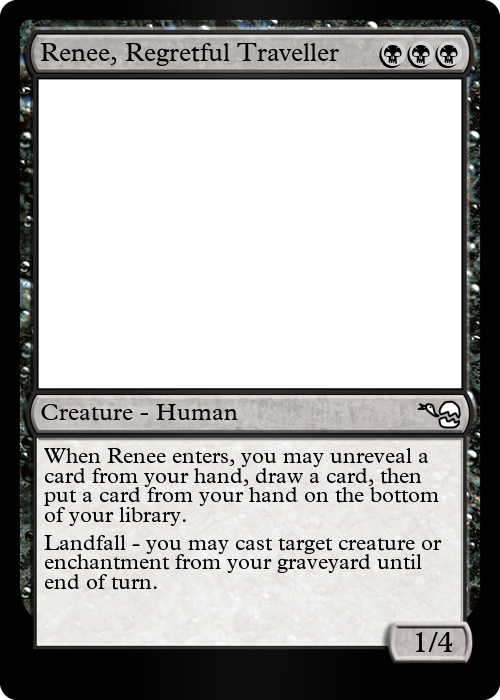 Renee, Regretful Traveller
Creature - Human
When Renee enters, you may unreveal a
card from your hand, draw a card, then
put a card from your hand on the bottom
of your library.
Landfall - you may cast target creature or
enchantment from your graveyard until
end of turn.
1/4